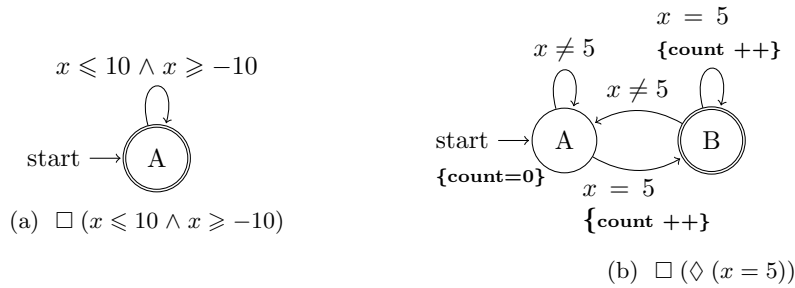 x ⩽ 10 ∧ x ⩾ −10
start
A
(a) □ (x ⩽ 10 ∧ x ⩾ −10)
x = 5
{count ++}
x ≠ 5
x ≠ 5
start
A
B
{count=0}
x = 5
{count ++}
(b) □ (◊ (x = 5))